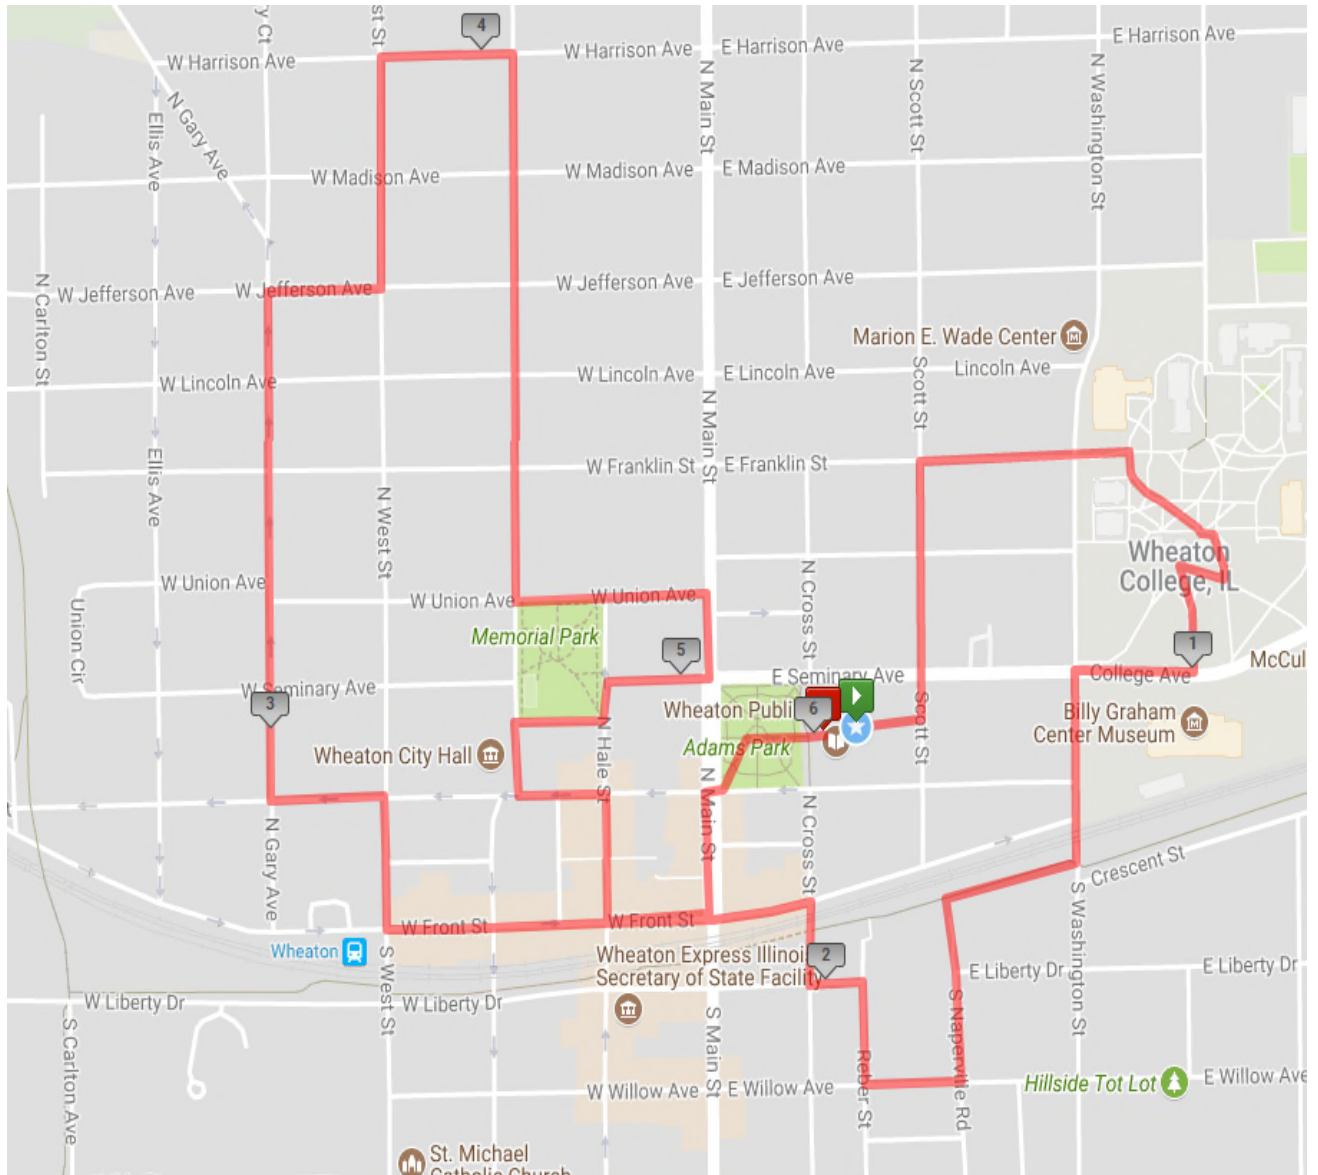 4
y Ct
st St
W Harrison Ave
W Harrison Ave
E Harrison Ave
E Harrison Ave
N Gary Ave
Ellis Ave
N Main St
N Scott St
N Washington St
W Madison Ave
W Madison Ave
E Madison Ave
N Carlton St
W Jefferson Ave
W Jefferson Ave
W Jefferson Ave
E Jefferson Ave
Marion E. Wade Center
W Lincoln Ave
W Lincoln Ave
E Lincoln Ave
Scott St
Lincoln Ave
Ellis Ave
N West St
N Main St
W Franklin St
E Franklin St
Wheaton
College, IL
W Union Ave
W Union Ave
W Union Ave
N Cross St
Union Cir
Memorial Park
5
1
McCul
W Seminary Ave
E Seminary Ave
College Ave
3
Wheaton Publi
6
Scott St
Billy Graham
Center Museum
Wheaton City Hall
N Hale St
Adams Park
N Main St
N Cross St
N Gary Ave
Crescent St
W Front St
W Front St
S Washington St
Wheaton
S West St
Wheaton Express Illinoi
Secretary of State Facility
2
E Liberty Dr
E Liberty Dr
W Liberty Dr
W Liberty Dr
S Carlton Ave
S Main St
Reber St
S Naperville Rd
W Willow Ave
E Willow Ave
Hillside Tot Lot
E Willow Ave
St. Michael
Catholic Church